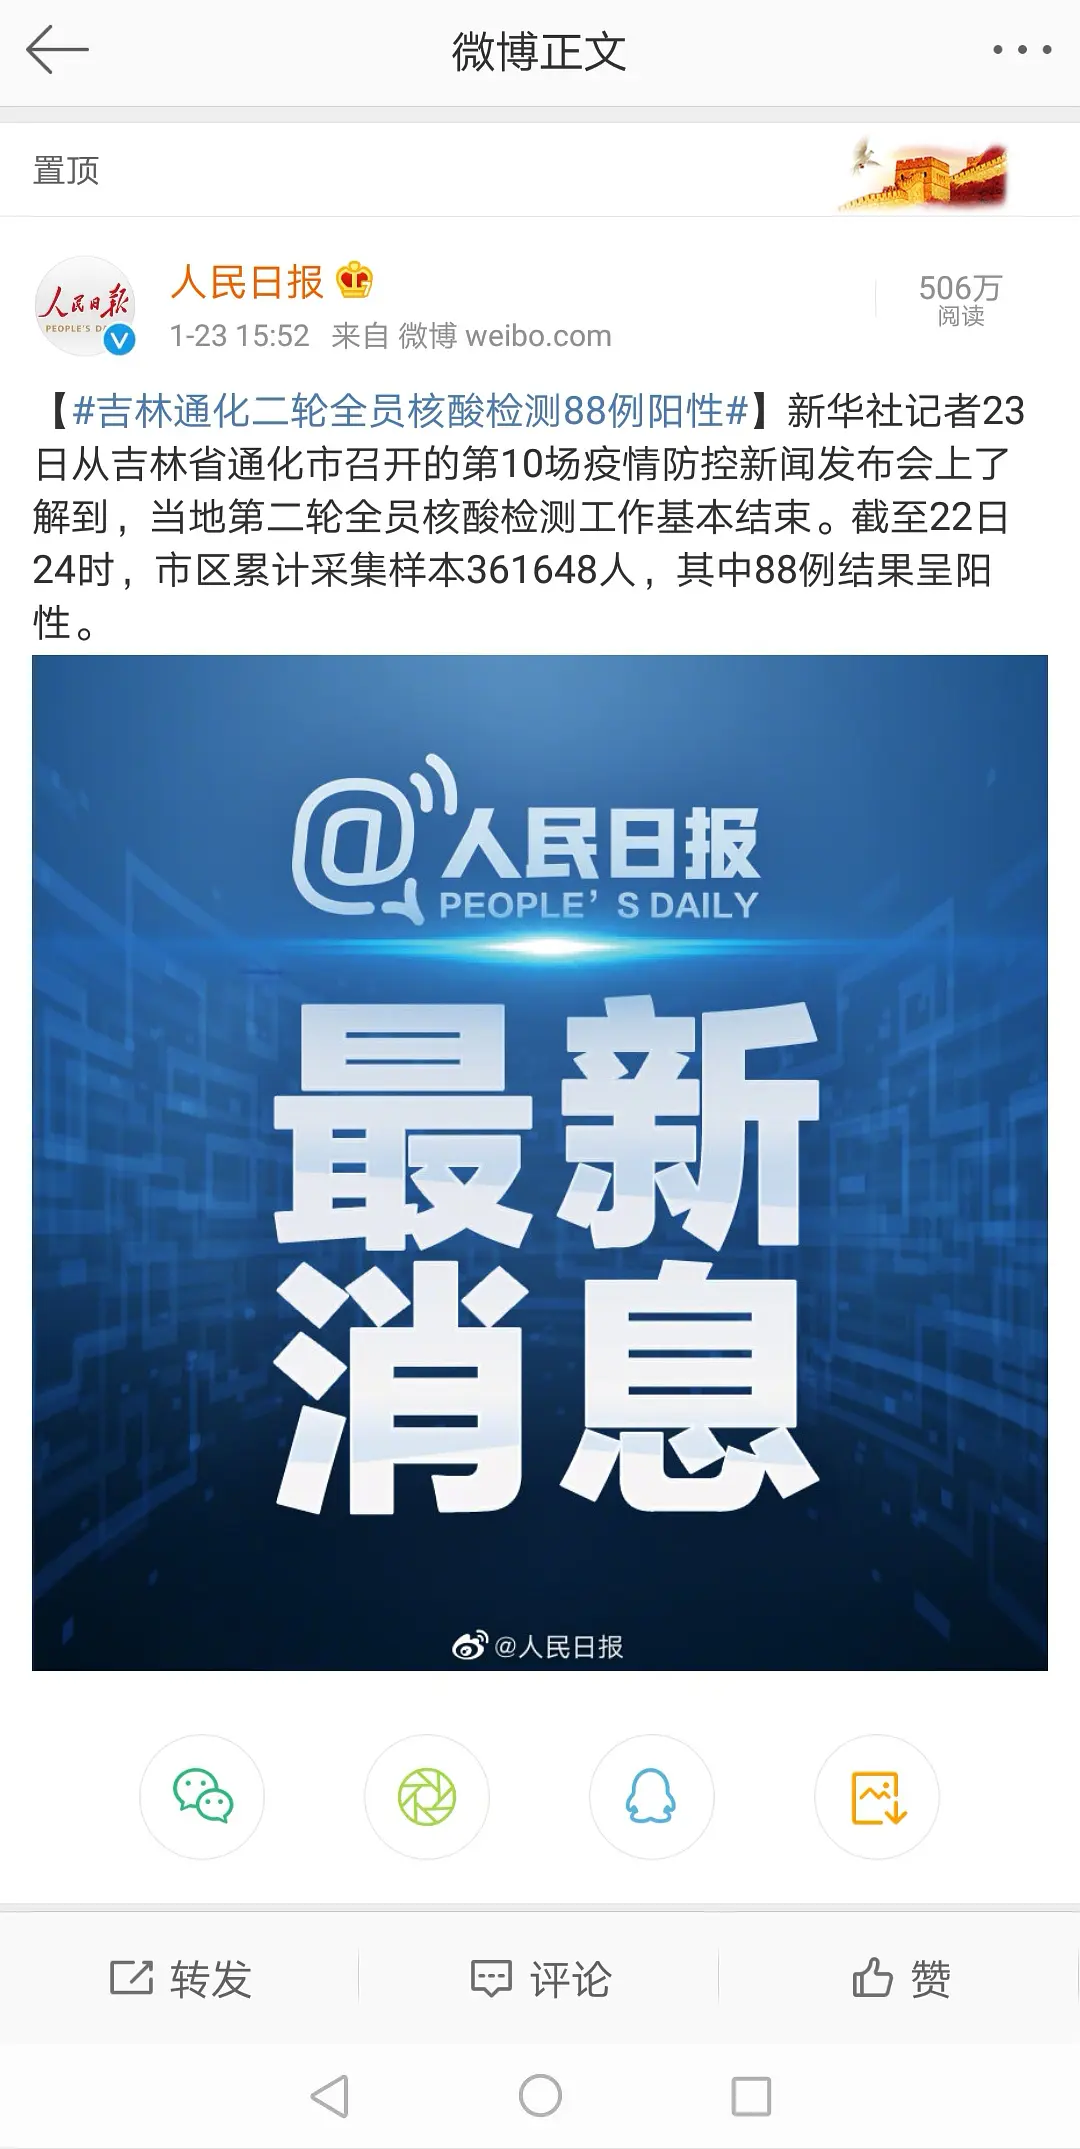 微博正文
置顶
人民日报
PEOPLE'S DA
人民日报
506万
1-23 15:52 来自 微博 weibo.com
阅读
【#吉林通化二轮全员核酸检测88例阳性#】新华社记者23
日从吉林省通化市召开的第10场疫情防控新闻发布会上了
解到，当地第二轮全员核酸检测工作基本结束。截至22日
24时，市区累计采集样本361648人，其中88例结果呈阳
性。
@人民日报
PEOPLE'S DAILY
最新
消息
@人民日报
转发
评论
赞